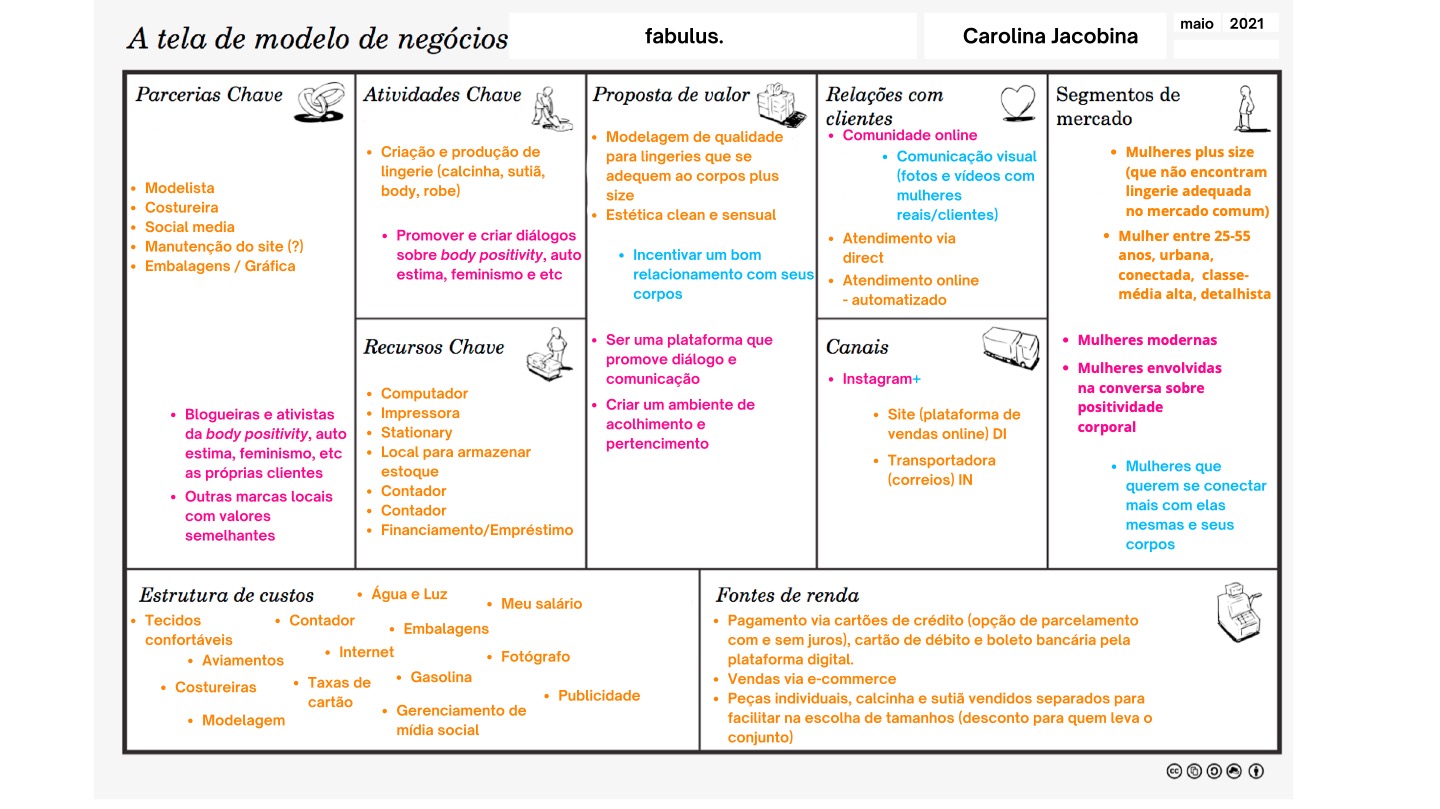 A tela de modelo de negócios
fabulus.
Carolina Jacobina
maio 2021
Parcerias Chave
• Modelista
• Costureira
• Social media
• Manutenção do site (?)
• Embalagens / Gráfica
• Blogueiras e ativistas
da body positivity, auto
estima, feminismo, etc
as próprias clientes
• Outras marcas locais
com valores
semelhantes
Atividades Chave
• Criação e produção de
lingerie (calcinha, sutiã,
body, robe)
• Promover e criar diálogos
sobre body positivity, auto
estima, feminismo e etc
Recursos Chave
• Computador
• Impressora
• Stationary
• Local para armazenar
estoque
• Contador
• Contador
• Financiamento/Empréstimo
Proposta de valor
• Modelagem de qualidade
para lingeries que se
adequem ao corpos plus
size
• Estética clean e sensual
• Incentivar um bom
relacionamento com seus
corpos
• Ser uma plataforma que
promove diálogo e
comunicação
• Criar um ambiente de
acolhimento e
pertencimento
Relações com
clientes
• Comunidade online
• Comunicação visual
(fotos e vídeos com
mulheres
reais/clientes)
• Atendimento via
direct
• Atendimento online
- automatizado
Canais
• Instagram+
• Site (plataforma de
vendas online) DI
• Transportadora
(correios) IN
Segmentos de
mercado
• Mulheres plus size
(que não encontram
lingerie adequada
no mercado comum)
• Mulher entre 25-55
anos, urbana,
conectada, classe-
média alta, detalhista
• Mulheres modernas
• Mulheres envolvidas
na conversa sobre
positividade
corporal
• Mulheres que
querem se conectar
mais com elas
mesmas e seus
corpos
Estrutura de custos
• Água e Luz
• Meu salário
• Tecidos
confortáveis
• Contador
• Embalagens
• Aviamentos
• Internet
• Fotógrafo
• Costureiras
• Taxas de
cartão
• Gasolina
• Publicidade
• Modelagem
• Gerenciamento de
mídia social
Fontes de renda
• Pagamento via cartões de crédito (opção de parcelamento
com e sem juros), cartão de débito e boleto bancária pela
plataforma digital.
• Vendas via e-commerce
• Peças individuais, calcinha e sutiã vendidos separados para
facilitar na escolha de tamanhos (desconto para quem leva o
conjunto)
cc